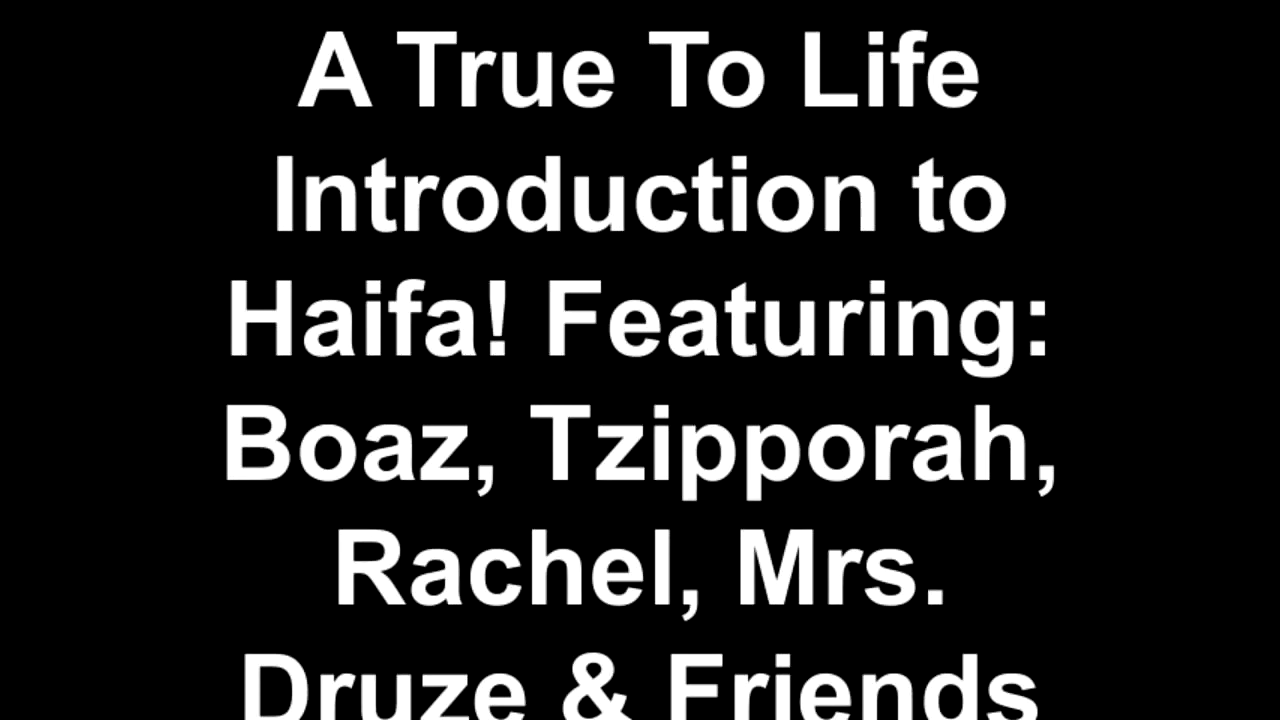 A True To Life
Introduction to
Haifa! Featuring:
Boaz, Tzipporah,
Rachel, Mrs.
Druze & Friends